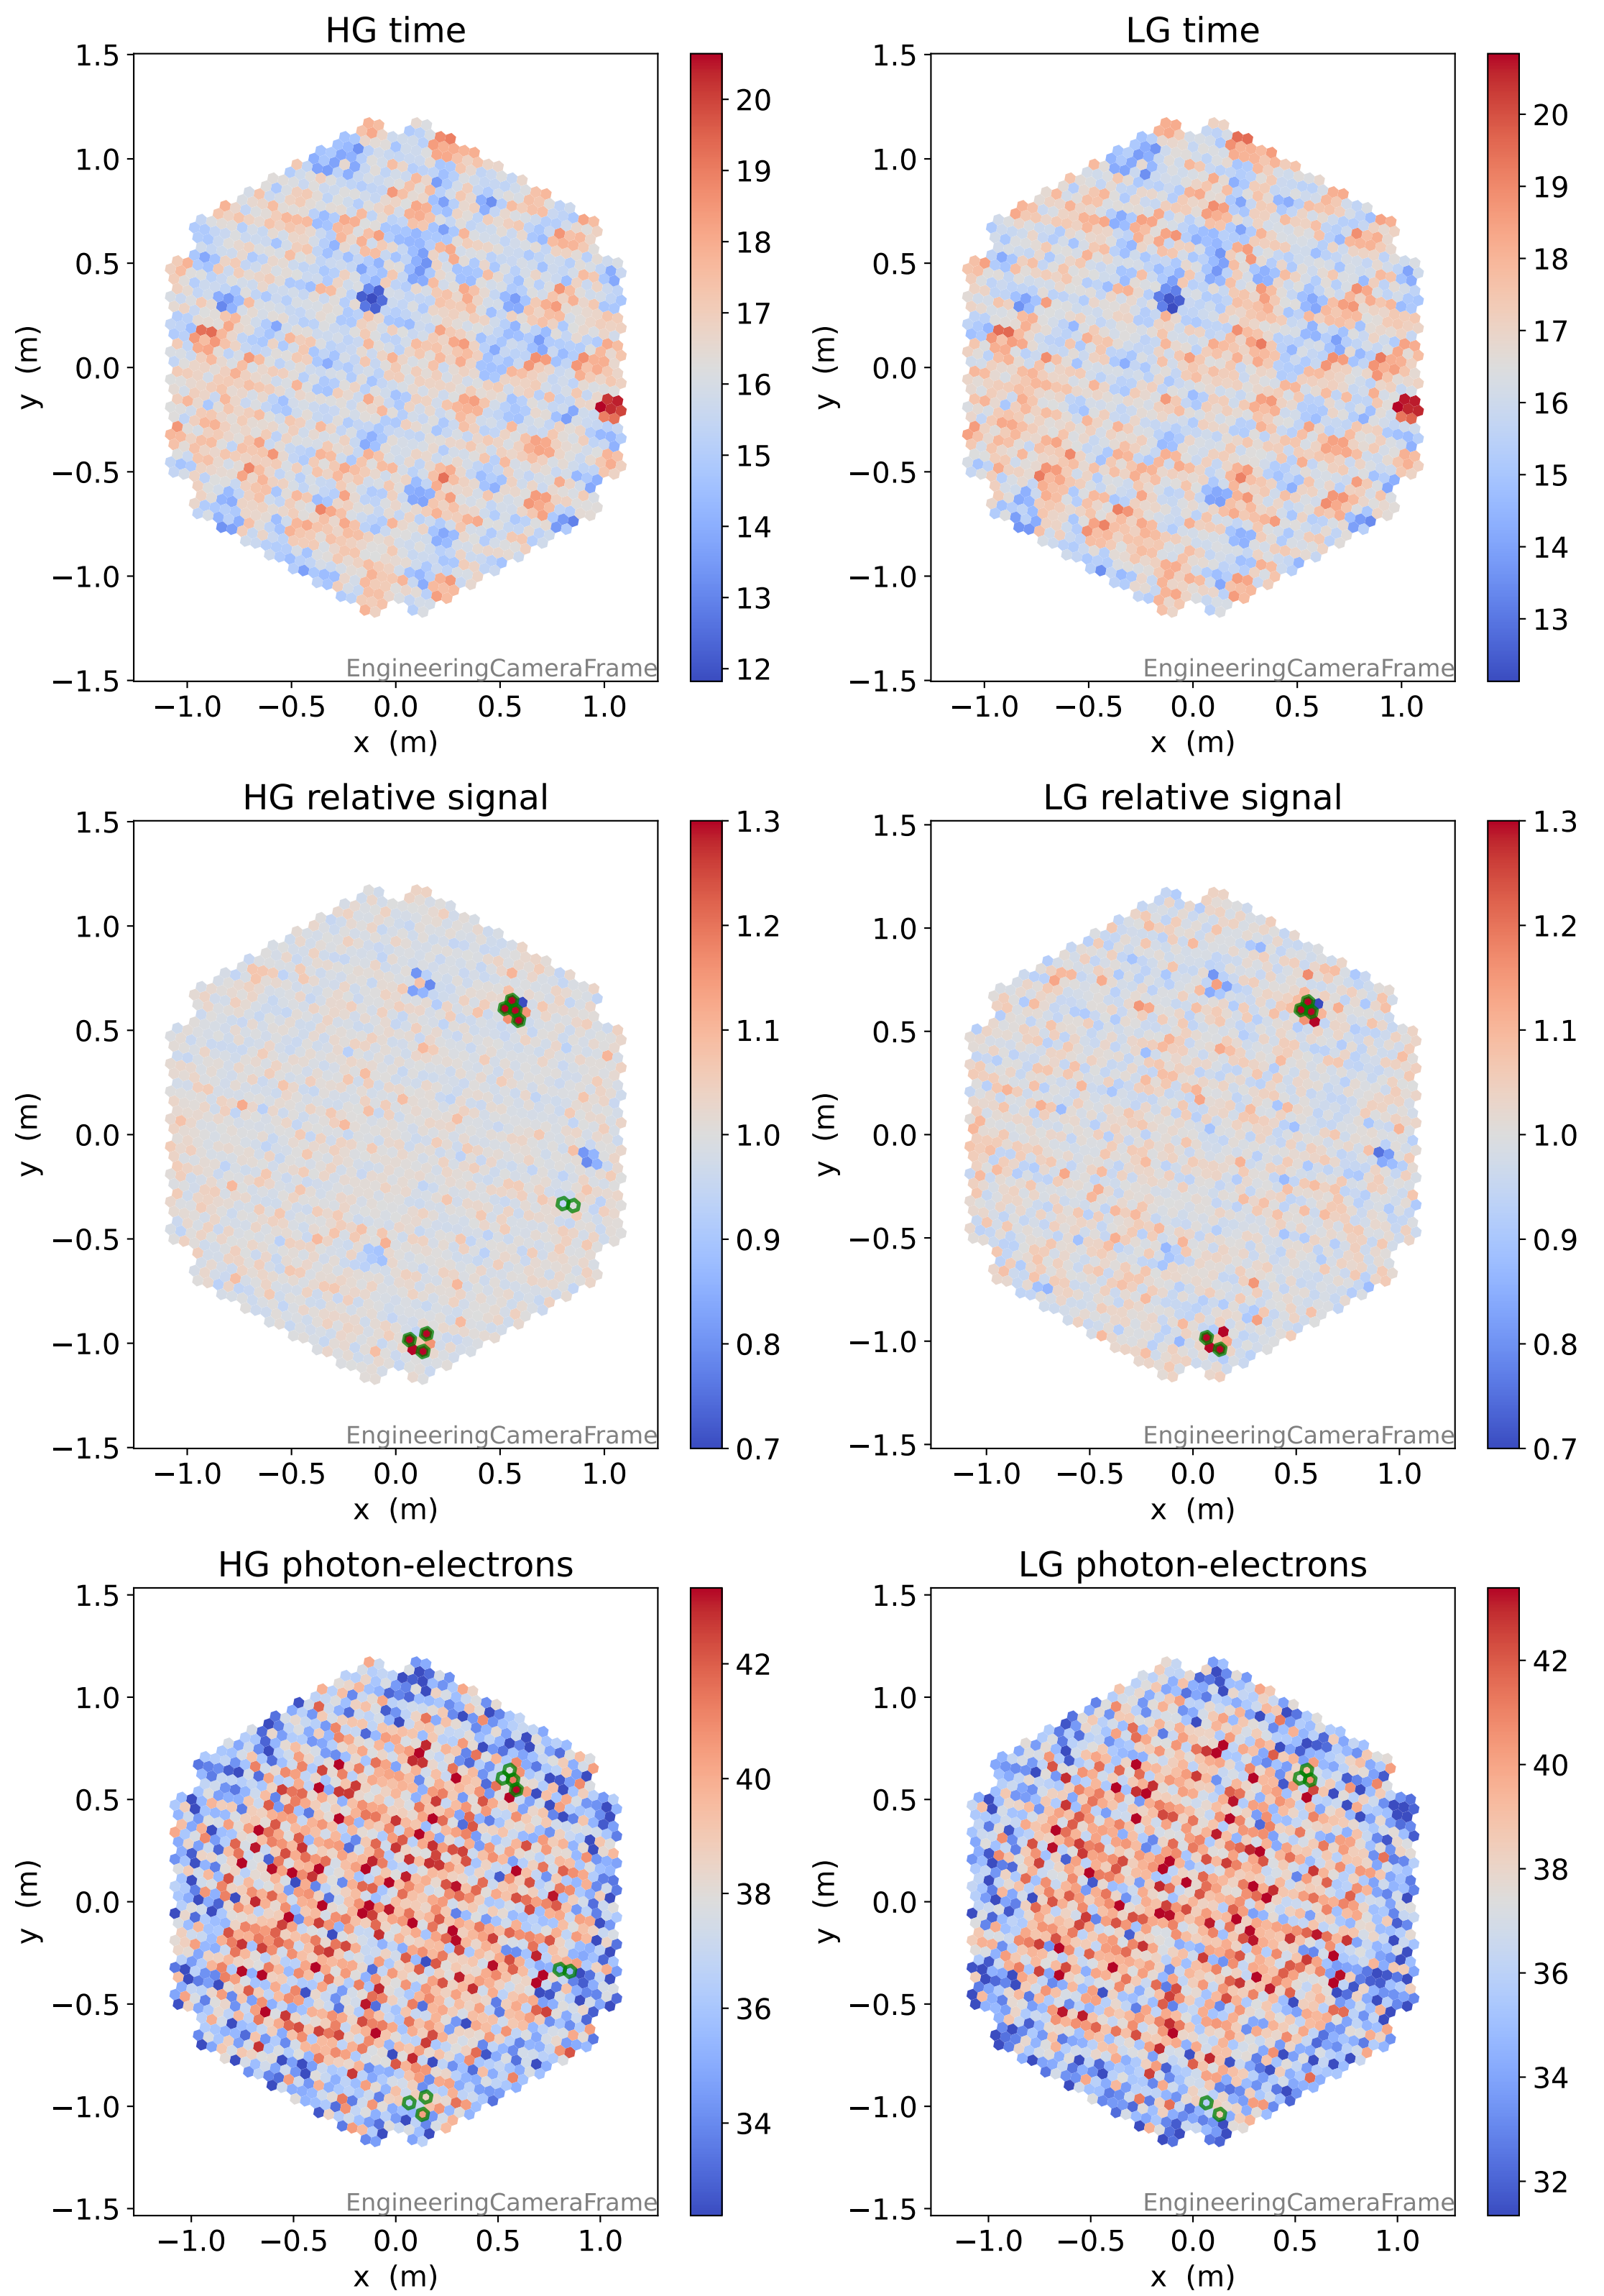 HG time
1.5
1.0
0.5
0.0
−0.5
−1.0
−1.5
y (m)
−1.0 −0.5 0.0 0.5 1.0
x (m)
EngineeringCameraFrame
20
19
18
17
16
15
14
13
12
LG time
1.5
1.0
0.5
0.0
−0.5
−1.0
−1.5
y (m)
−1.0 −0.5 0.0 0.5 1.0
x (m)
EngineeringCameraFrame
20
19
18
17
16
15
14
13
HG relative signal
1.5
1.0
0.5
0.0
−0.5
−1.0
−1.5
y (m)
−1.0 −0.5 0.0 0.5 1.0
x (m)
EngineeringCameraFrame
1.3
1.2
1.1
1.0
0.9
0.8
0.7
LG relative signal
1.5
1.0
0.5
0.0
−0.5
−1.0
−1.5
y (m)
−1.0 −0.5 0.0 0.5 1.0
x (m)
EngineeringCameraFrame
1.3
1.2
1.1
1.0
0.9
0.8
0.7
HG photon-electrons
1.5
1.0
0.5
0.0
−0.5
−1.0
−1.5
y (m)
−1.0 −0.5 0.0 0.5 1.0
x (m)
EngineeringCameraFrame
42
40
38
36
34
LG photon-electrons
1.5
1.0
0.5
0.0
−0.5
−1.0
−1.5
y (m)
−1.0 −0.5 0.0 0.5 1.0
x (m)
EngineeringCameraFrame
42
40
38
36
34
32